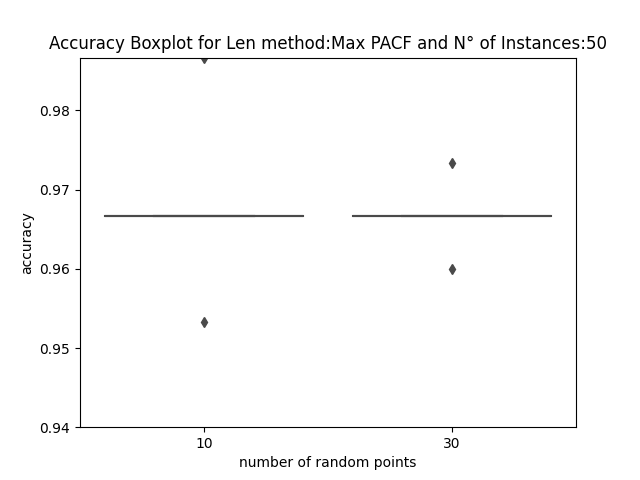 Accuracy Boxplot for Len method:Max PACF and N° of Instances:50
0.98
0.97
0.96
0.95
0.94
accuracy
10
30
number of random points